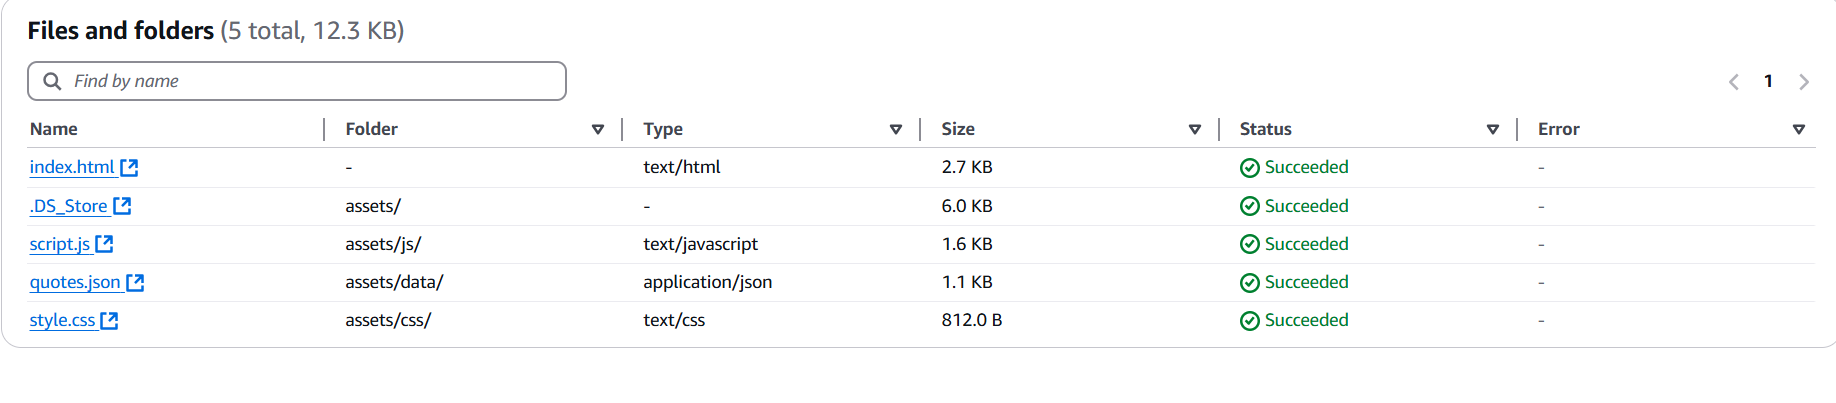 Files and folders (5 total, 12.3 KB)
Find by name
1
Name Folder Type Size Status Error
index.html - text/html 2.7 KB Succeeded -
.DS_Store assets/ - 6.0 KB Succeeded -
script.js assets/js/ text/javascript 1.6 KB Succeeded -
quotes.json assets/data/ application/json 1.1 KB Succeeded -
style.css assets/css/ text/css 812.0 B Succeeded -